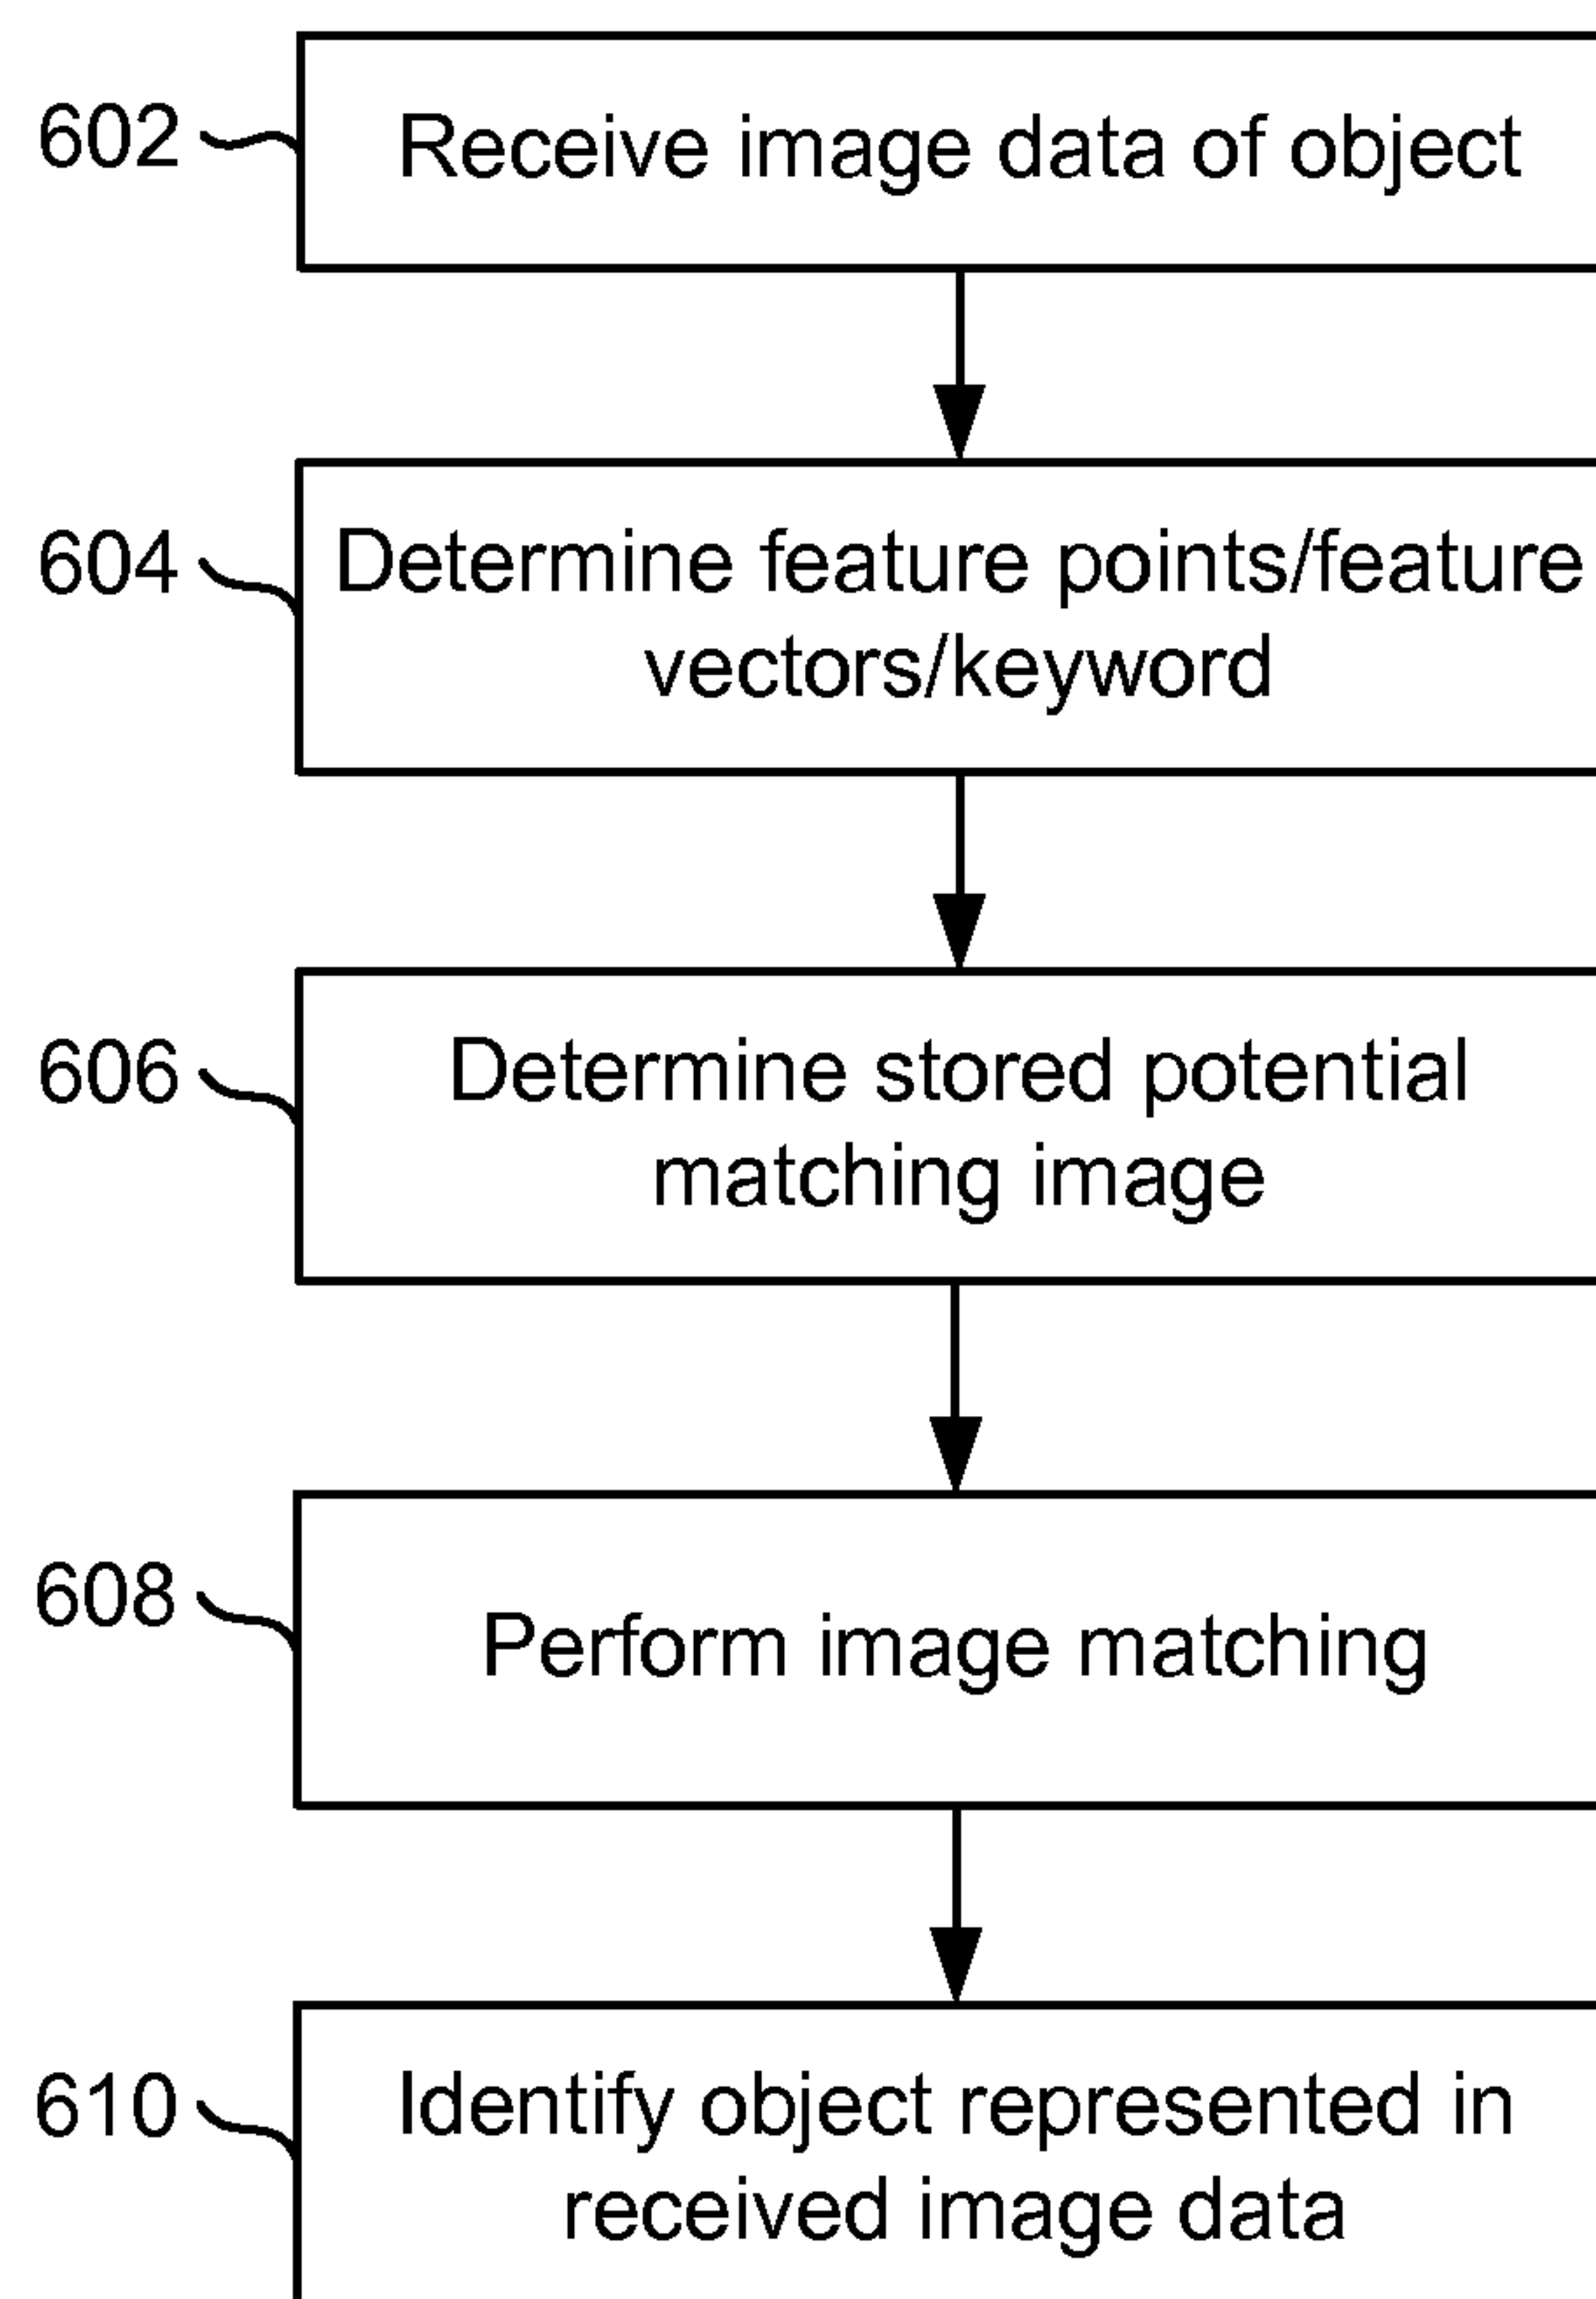 602
Receive image data of object
604
Determine feature points/feature
vectors/keyword
606
Determine stored potential
matching image
608
Perform image matching
610
Identify object represented in
received image data